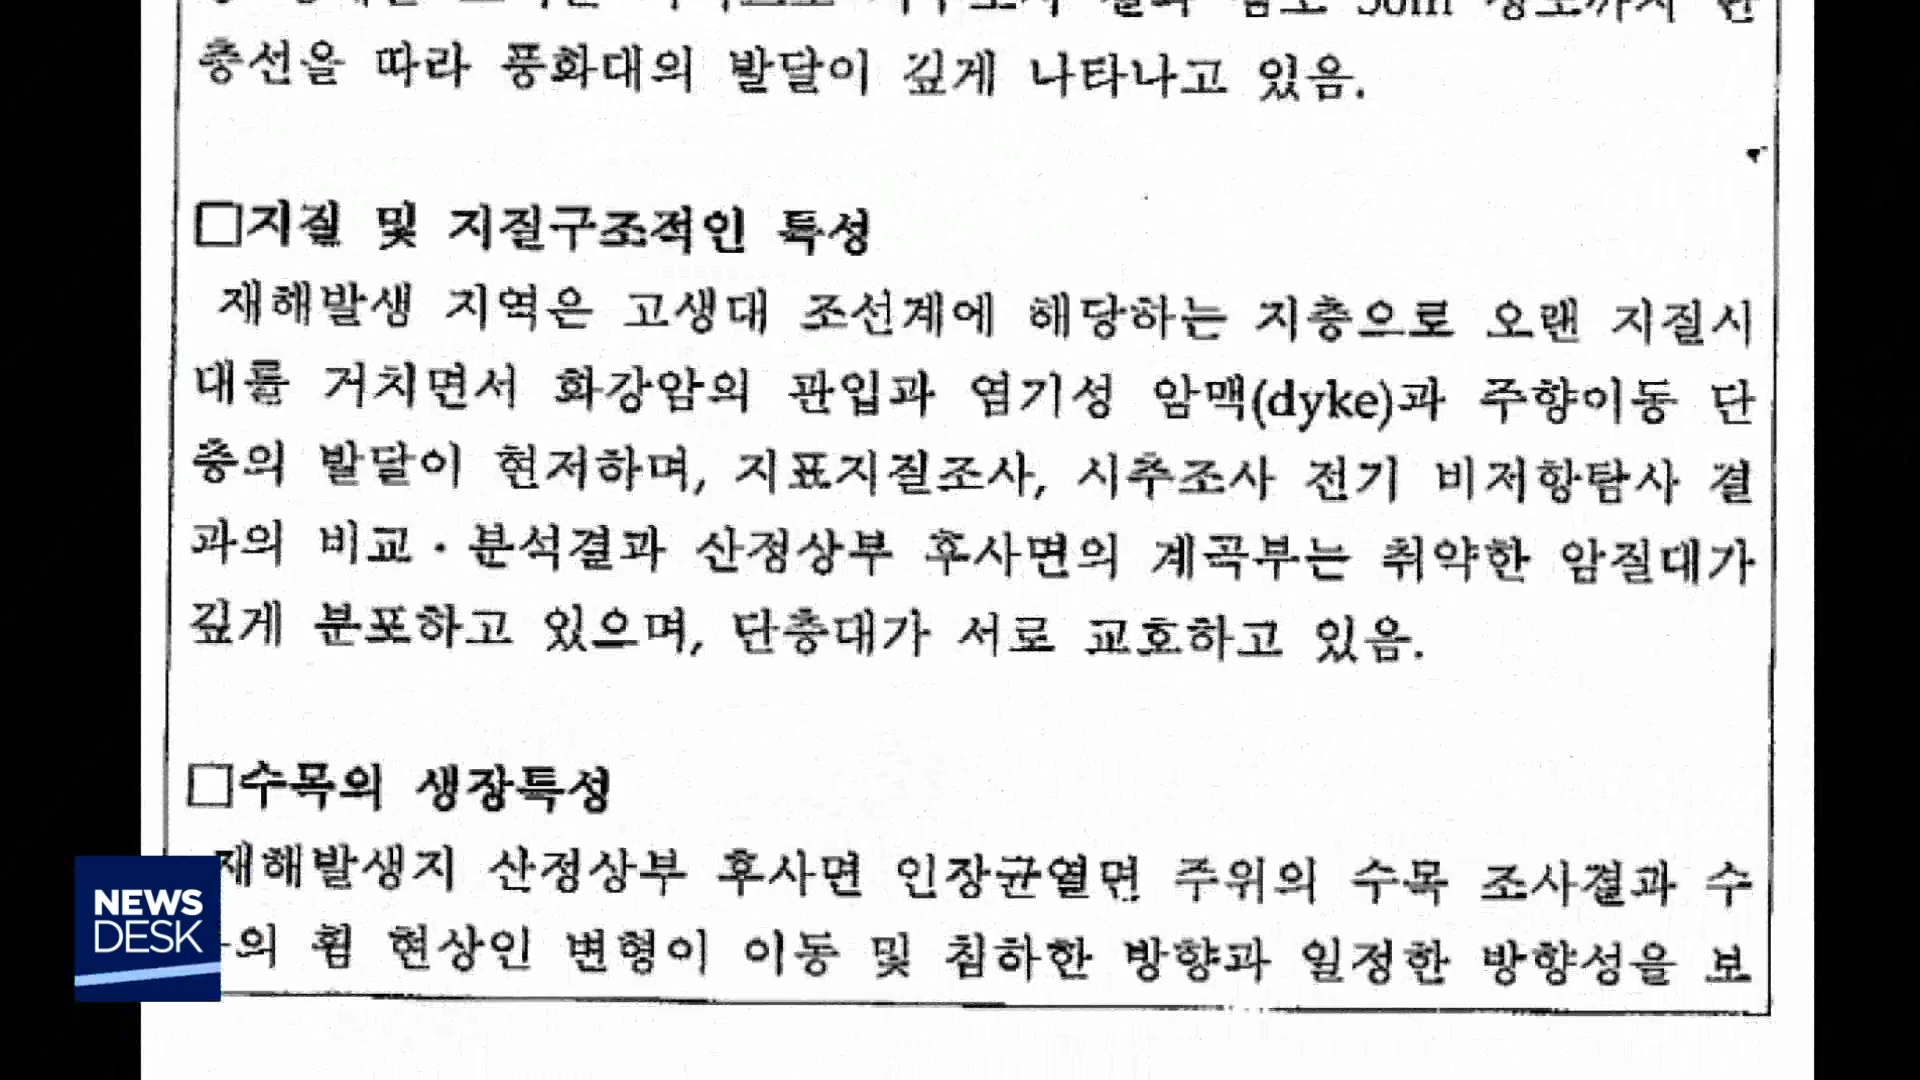 50m
층선을 따라 풍화대의 발달이 깊게 나타나고 있음.
□지질 및 지질구조적인 특성
재해발생 지역은 고생대 조선계에 해당하는 지층으로 오랜 지질시
대를 거치면서 화강암의 관입과 염기성 암맥(dyke)과 주향이동 단
층의 발달이 현저하며, 지표지질조사, 시추조사 전기 비저항탐사 결
과의 비교·분석결과 산정상부 후사면의 계곡부는 취약한 암질대가
깊게 분포하고 있으며, 단층대가 서로 교호하고 있음.
□수목의 생장특성
재해발생지 산정상부 후사면 인장균열면 주위의 수목 조사결과 수
의 휨 현상인 변형이 이동 및 침하한 방향과 일정한 방향성을 보
NEWS
DESK